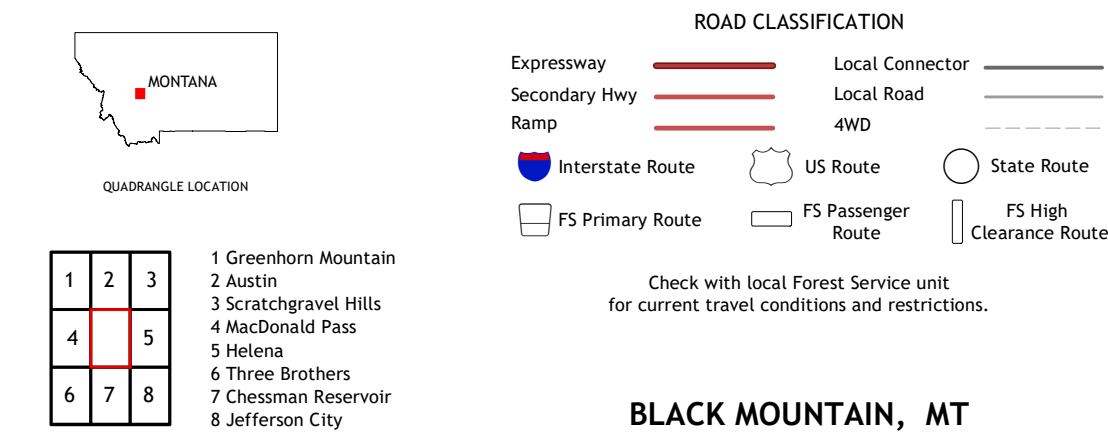 MONTANA
QUADRANGLE LOCATION
1 2 3
4 5
6 7 8
1 Greenhorn Mountain
2 Austin
3 Scratchgravel Hills
4 MacDonald Pass
5 Helena
6 Three Brothers
7 Chessman Reservoir
8 Jefferson City
ROAD CLASSIFICATION
Expressway
Secondary Hwy
Ramp
Local Connector
Local Road
4WD
Interstate Route
US Route
State Route
FS Primary Route
FS Passenger
Route
FS High
Clearance Route
Check with local Forest Service unit
for current travel conditions and restrictions.
BLACK MOUNTAIN, MT